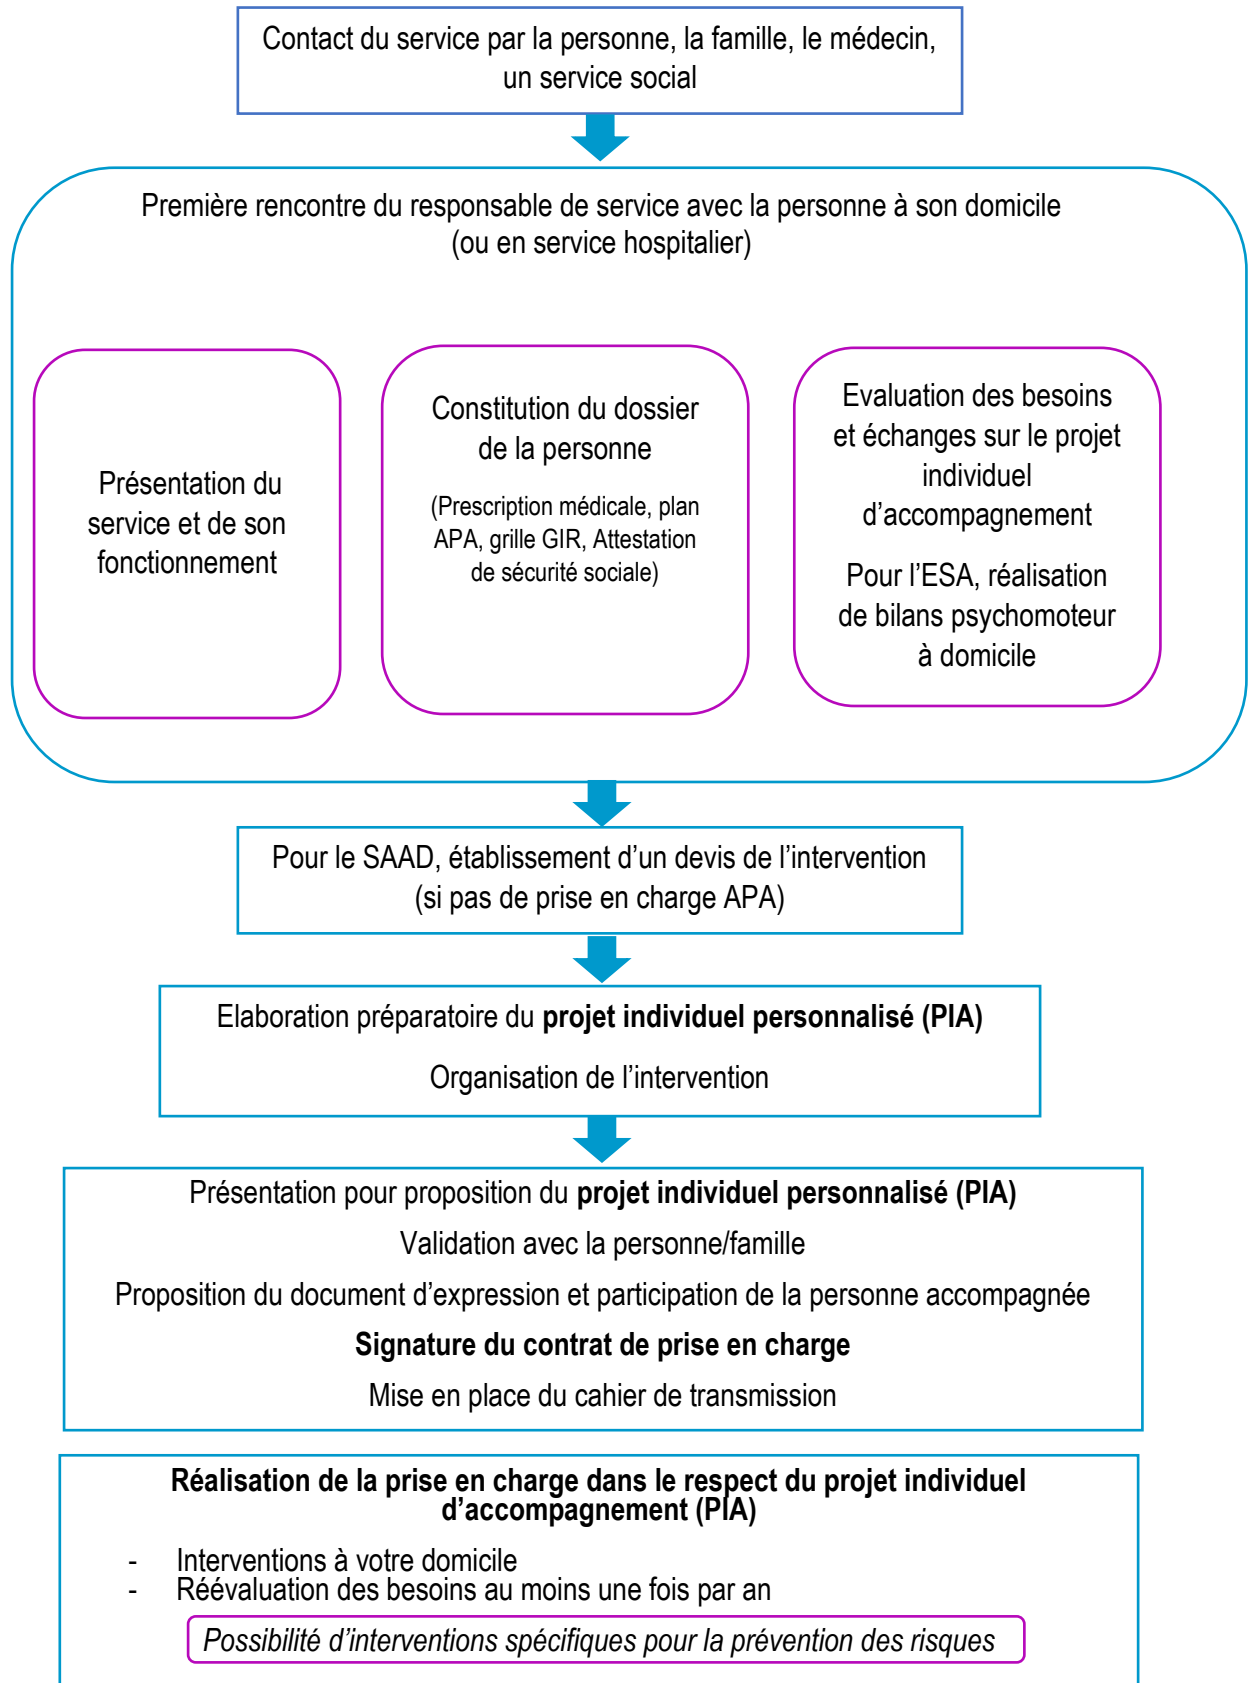 Contact du service par la personne, la famille, le médecin,
un service social
Première rencontre du responsable de service avec la personne à son domicile
(ou en service hospitalier)
Présentation du
service et de son
fonctionnement
Constitution du dossier
de la personne
(Prescription médicale, plan
APA, grille GIR, Attestation
de sécurité sociale)
Evaluation des besoins
et échanges sur le projet
individuel
d’accompagnement
Pour l’ESA, réalisation
de bilans psychomoteur
à domicile
Pour le SAAD, établissement d’un devis de l’intervention
(si pas de prise en charge APA)
Elaboration préparatoire du projet individuel personnalisé (PIA)
Organisation de l’intervention
Présentation pour proposition du projet individuel personnalisé (PIA)
Validation avec la personne/famille
Proposition du document d’expression et participation de la personne accompagnée
Signature du contrat de prise en charge
Mise en place du cahier de transmission
Réalisation de la prise en charge dans le respect du projet individuel
d’accompagnement (PIA)
- Interventions à votre domicile
- Réévaluation des besoins au moins une fois par an
Possibilité d’interventions spécifiques pour la prévention des risques